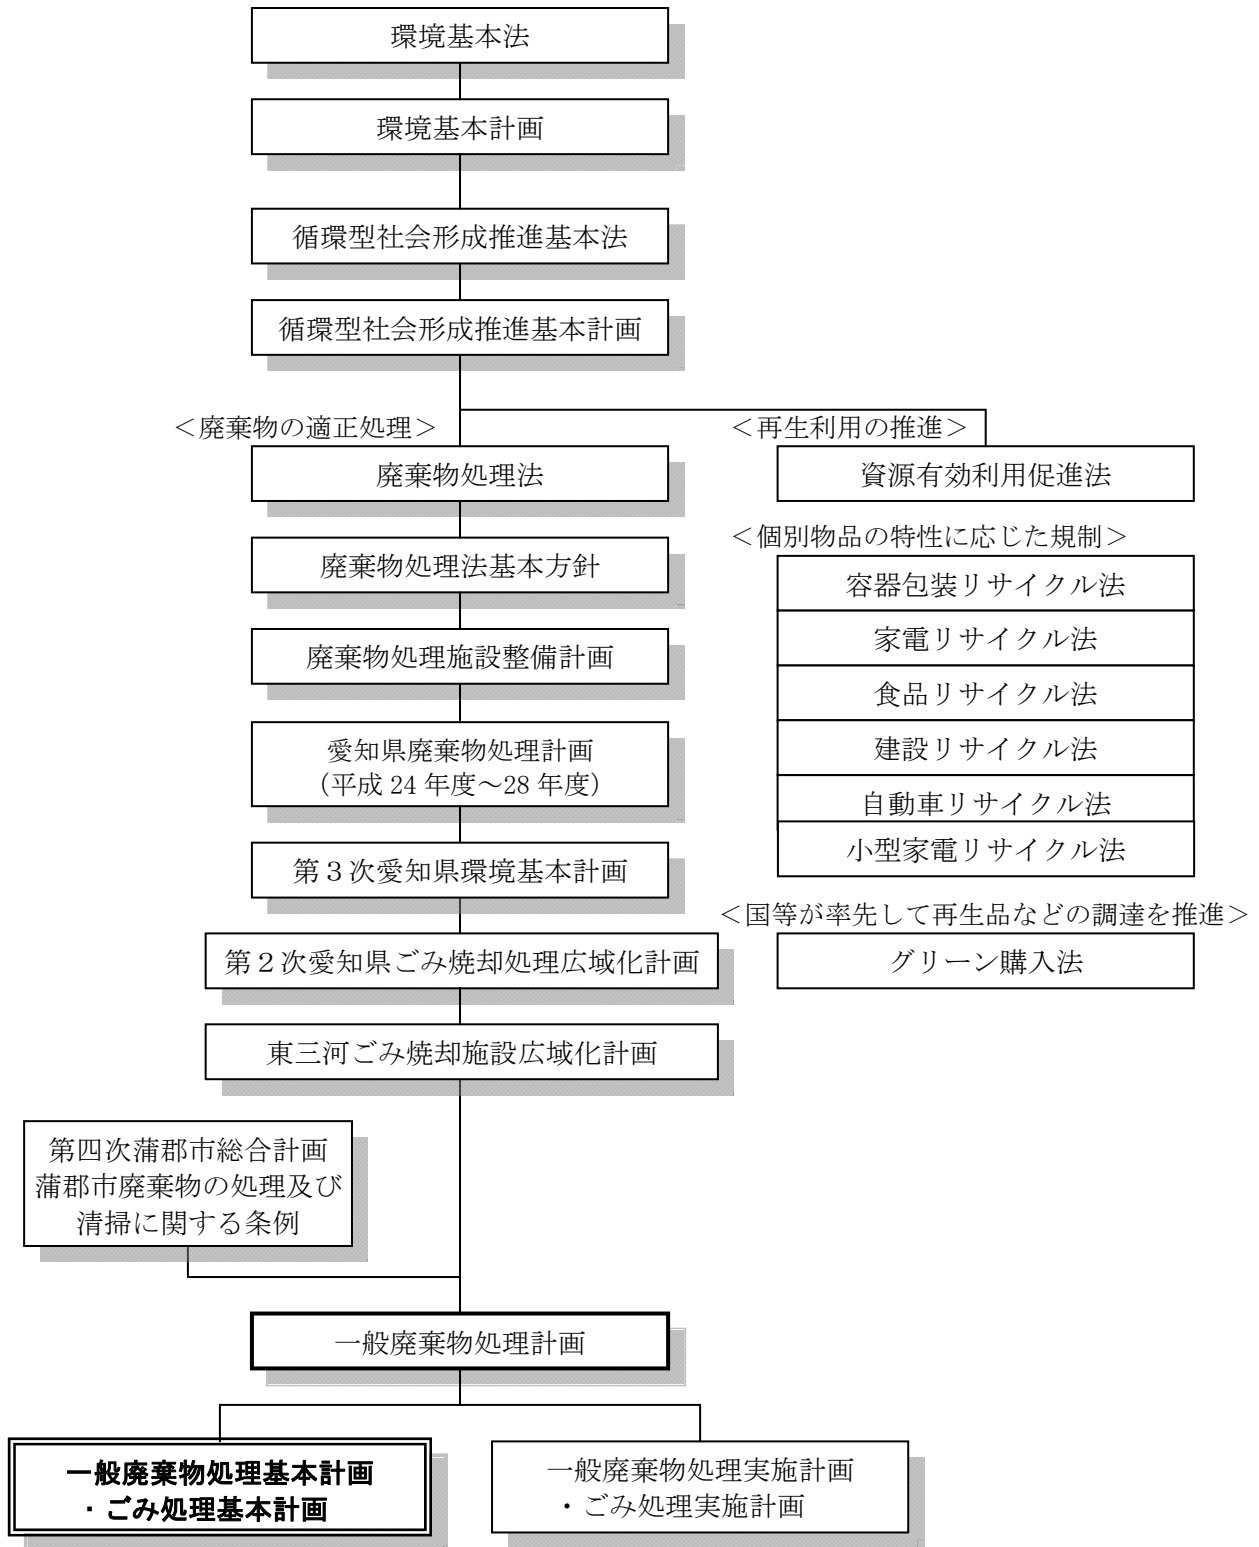 環境基本法
環境基本計画
循環型社会形成推進基本法
循環型社会形成推進基本計画
＜廃棄物の適正処理＞
廃棄物処理法
廃棄物処理法基本方針
廃棄物処理施設整備計画
愛知県廃棄物処理計画
（平成 24 年度～28 年度）
第３次愛知県環境基本計画
第２次愛知県ごみ焼却処理広域化計画
東三河ごみ焼却施設広域化計画
＜再生利用の推進＞
資源有効利用促進法
＜個別物品の特性に応じた規制＞
容器包装リサイクル法
家電リサイクル法
食品リサイクル法
建設リサイクル法
自動車リサイクル法
小型家電リサイクル法
＜国等が率先して再生品などの調達を推進＞
グリーン購入法
第四次蒲郡市総合計画
蒲郡市廃棄物の処理及び
清掃に関する条例
一般廃棄物処理計画
一般廃棄物処理基本計画
・ごみ処理基本計画
一般廃棄物処理実施計画
・ごみ処理実施計画